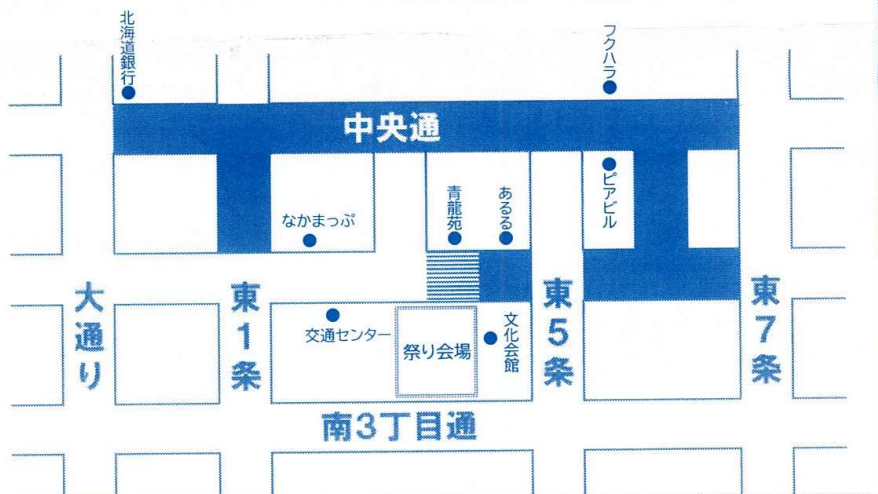 北海道銀行
フクハラ
中央通
ピアビル
青龍苑
あるる
なかまっぷ
大通り
東1条
東5条
東7条
交通センター
祭り会場
文化会館
南3丁目通